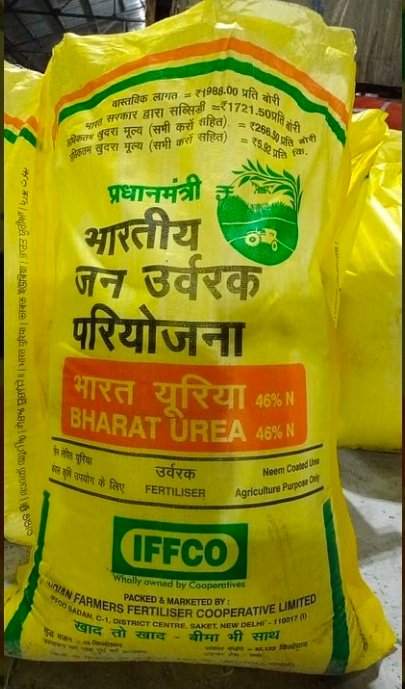 वास्तविक लागत = ₹1988.00 प्रति बोरी
भारत सरकार द्वारा सब्सिडी = ₹1721.50प्रति बोरी
अधिकतम खुदरा मूल्य (सभी करों सहित) = ₹266.50 प्रति बोरी
अधिकतम खुदरा मूल्य (सभी करों सहित) = ₹5.92 प्रति कि.
प्रधानमंत्री
भारतीय
जन उर्वरक
परियोजना
भारत यूरिया 46% N
BHARAT UREA 46% N
नीम लेपित यूरिया
केवल कृषि उपयोग के लिए
उर्वरक
FERTILISER
Neem Coated Urea
Agriculture Purpose Only
IFFCO
Wholly owned by Cooperatives
PACKED & MARKETED BY :
INDIAN FARMERS FERTILISER COOPERATIVE LIMITED
IFFCO SADAN, C-1, DISTRICT CENTRE, SAKET, NEW DELHI - 110017 (I)
खाद तो खाद - बीमा भी साथ